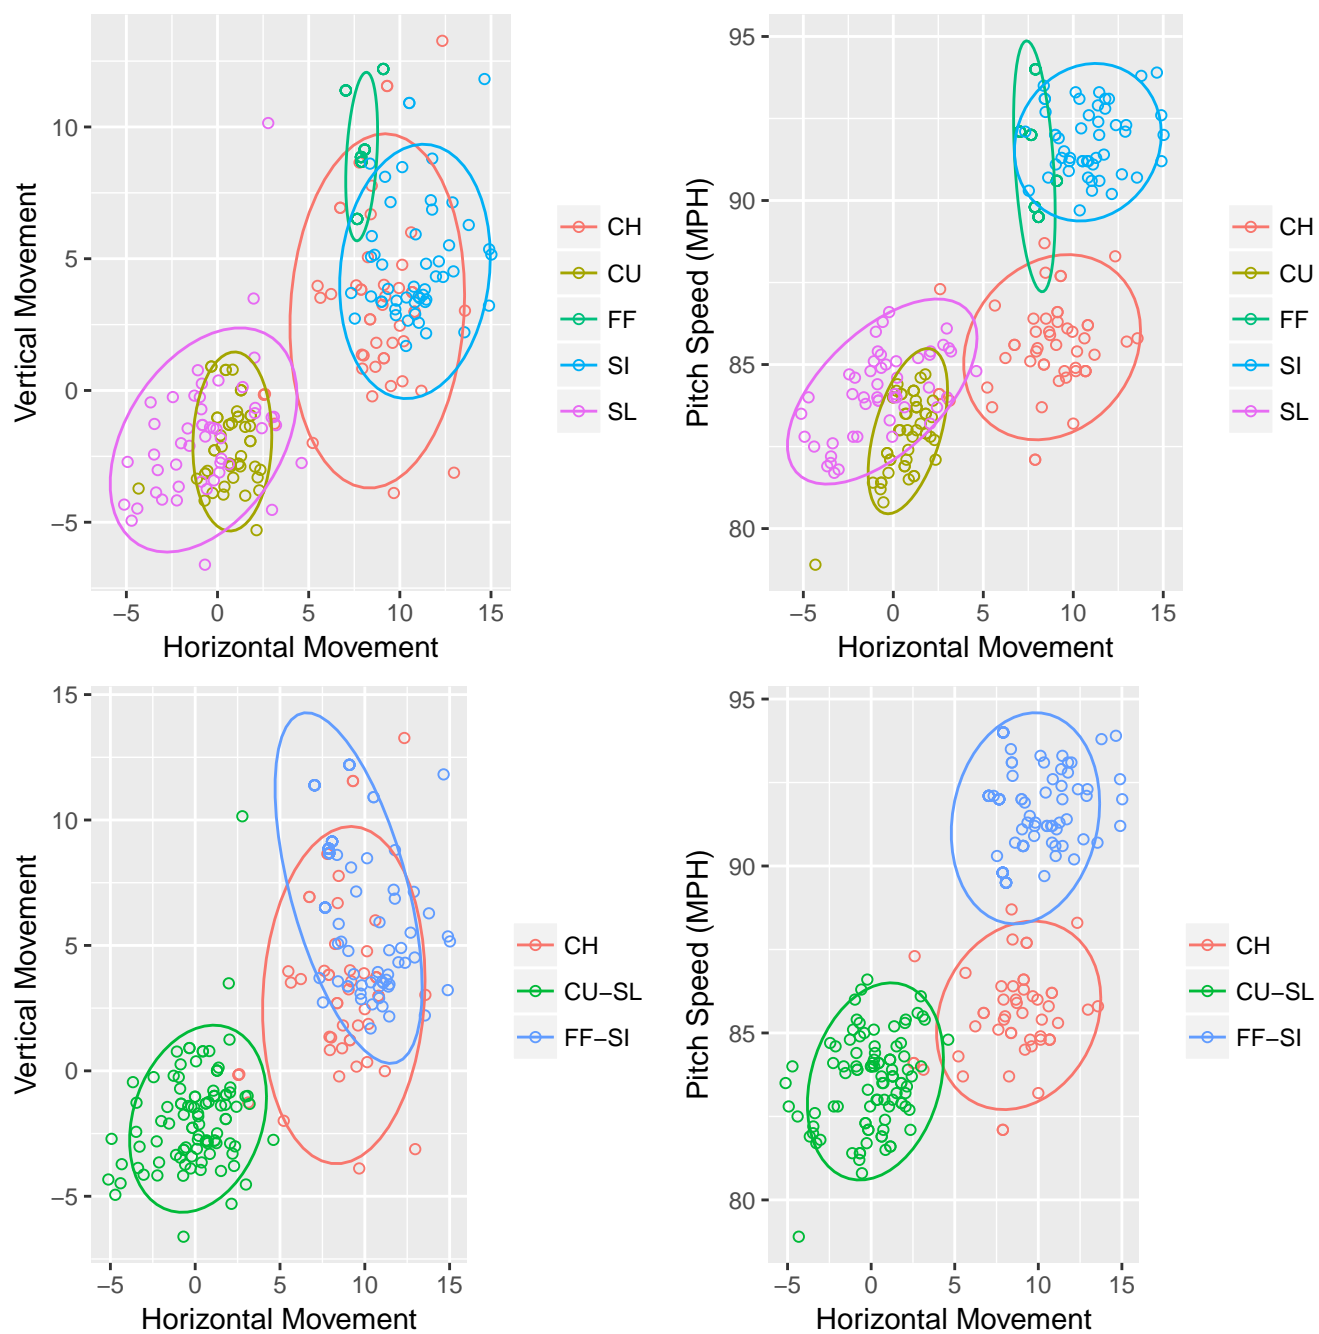 10
5
0
−5
−5 0 5 10 15
Horizontal Movement
Vertical Movement
CH
CU
FF
SI
SL
95
90
85
80
−5 0 5 10 15
Horizontal Movement
Pitch Speed (MPH)
CH
CU
FF
SI
SL
15
10
5
0
−5
−5 0 5 10 15
Horizontal Movement
Vertical Movement
CH
CU−SL
FF−SI
95
90
85
80
−5 0 5 10 15
Horizontal Movement
Pitch Speed (MPH)
CH
CU−SL
FF−SI